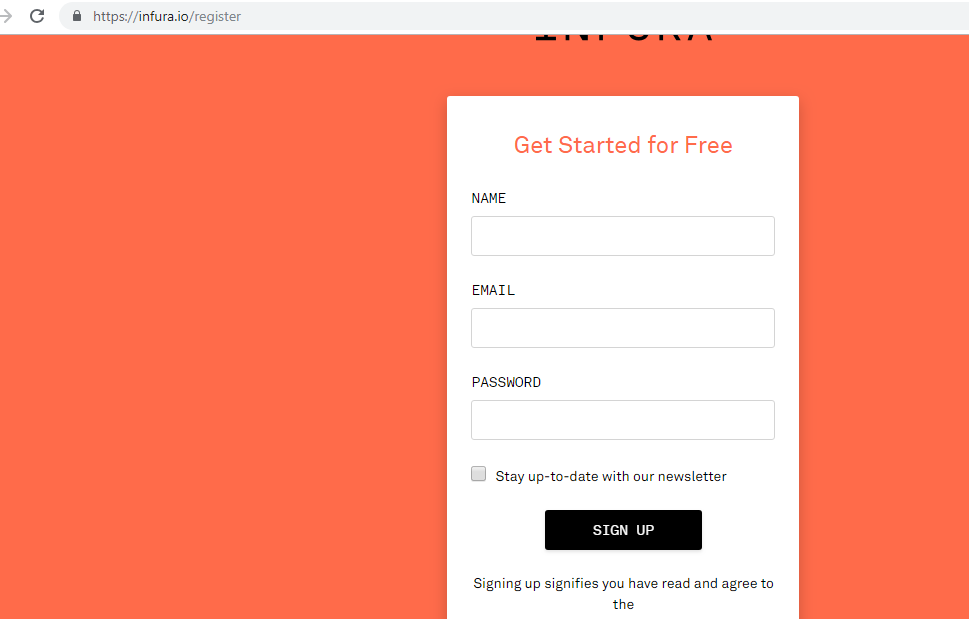 https://infura.io/register
INFURA
Get Started for Free
NAME
EMAIL
PASSWORD
Stay up-to-date with our newsletter
SIGN UP
Signing up signifies you have read and agree to
the